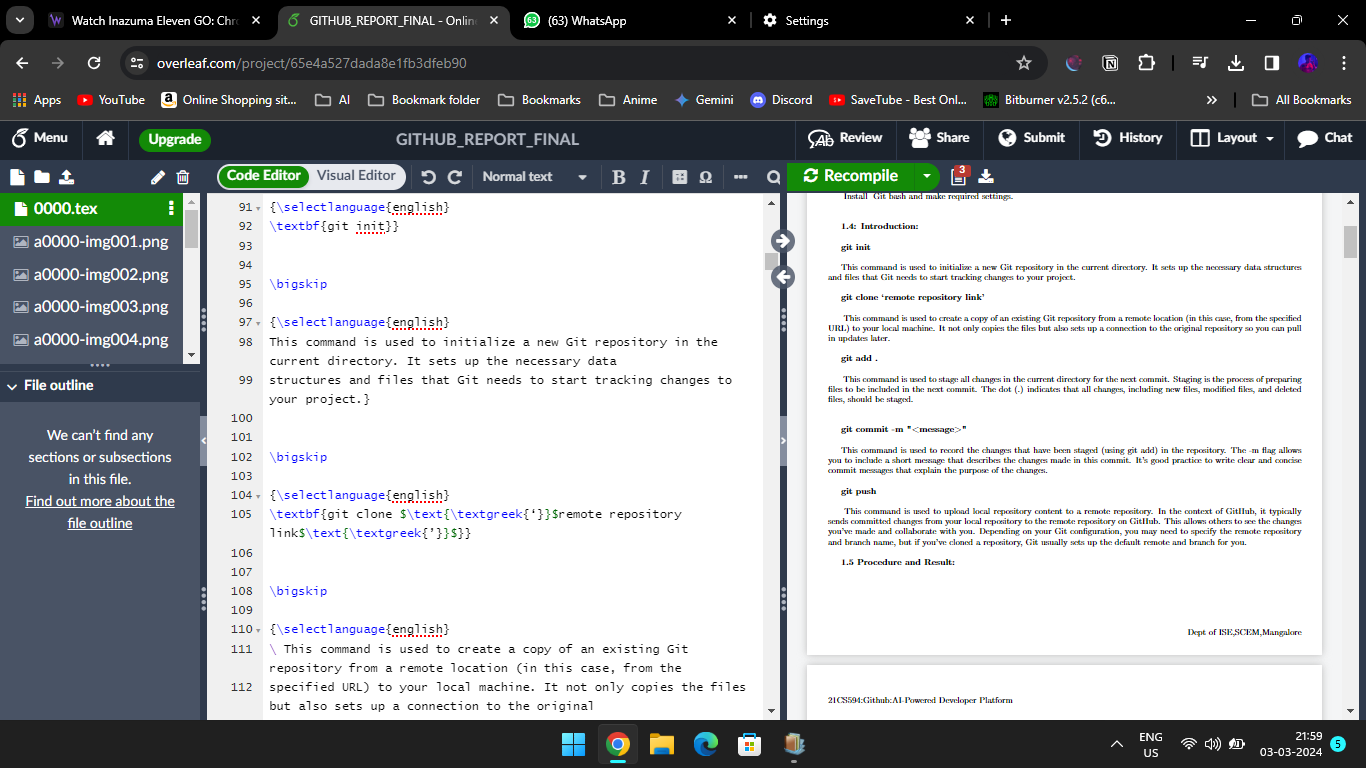 Watch Inazuma Eleven GO: Chr
GITHUB_REPORT_FINAL - Onlin
(63) WhatsApp
Settings
overleaf.com/project/65e4a527dada8e1fb3dfeb90
Apps
YouTube
Online Shopping sit...
AI
Bookmark folder
Bookmarks
Anime
Gemini
Discord
SaveTube - Best Onl...
Bitburner v2.5.2 (c6...
»
All Bookmarks
Menu
Upgrade
GITHUB_REPORT_FINAL
Review
Share
Submit
History
Layout
Chat
Code Editor
Visual Editor
Normal text
B I
Ω
Recompile
3
0000.tex
a0000-img001.png
a0000-img002.png
a0000-img003.png
a0000-img004.png
File outline
We can't find any
sections or subsections
in this file.
Find out more about the
file outline
91 {\selectlanguage{english}
92 \textbf{git init}}
93
94
95 \bigskip
96
97 {\selectlanguage{english}
98 This command is used to initialize a new Git repository in the
current directory. It sets up the necessary data
99 structures and files that Git needs to start tracking changes to
your project.}
100
101
102 \bigskip
103
104 {\selectlanguage{english}
105 \textbf{git clone $\text{\textgreek{‘}}$remote repository
link$\text{\textgreek{’}}$}}
106
107
108 \bigskip
109
110 {\selectlanguage{english}
111 \ This command is used to create a copy of an existing Git
repository from a remote location (in this case, from the
112 specified URL) to your local machine. It not only copies the files
but also sets up a connection to the original
Install Git bash and make required settings.
1.4: Introduction:
git init
This command is used to initialize a new Git repository in the current directory. It sets up the necessary data structures
and files that Git needs to start tracking changes to your project.
git clone ‘remote repository link’
This command is used to create a copy of an existing Git repository from a remote location (in this case, from the specified
URL) to your local machine. It not only copies the files but also sets up a connection to the original repository so you can pull
in updates later.
git add .
This command is used to stage all changes in the current directory for the next commit. Staging is the process of preparing
files to be included in the next commit. The dot (.) indicates that all changes, including new files, modified files, and deleted
files, should be staged.
git commit -m "<message>"
This command is used to record the changes that have been staged (using git add) in the repository. The -m flag allows
you to include a short message that describes the changes made in this commit. It's good practice to write clear and concise
commit messages that explain the purpose of the changes.
git push
This command is used to upload local repository content to a remote repository. In the context of GitHub, it typically
sends committed changes from your local repository to the remote repository on GitHub. This allows others to see the changes
you've made and collaborate with you. Depending on your Git configuration, you may need to specify the remote repository
and branch name, but if you've cloned a repository, Git usually sets up the default remote and branch for you.
1.5 Procedure and Result:
Dept of ISE,SCEM,Mangalore
21CS594:Github:AI-Powered Developer Platform
ENG
US
21:59
03-03-2024
5